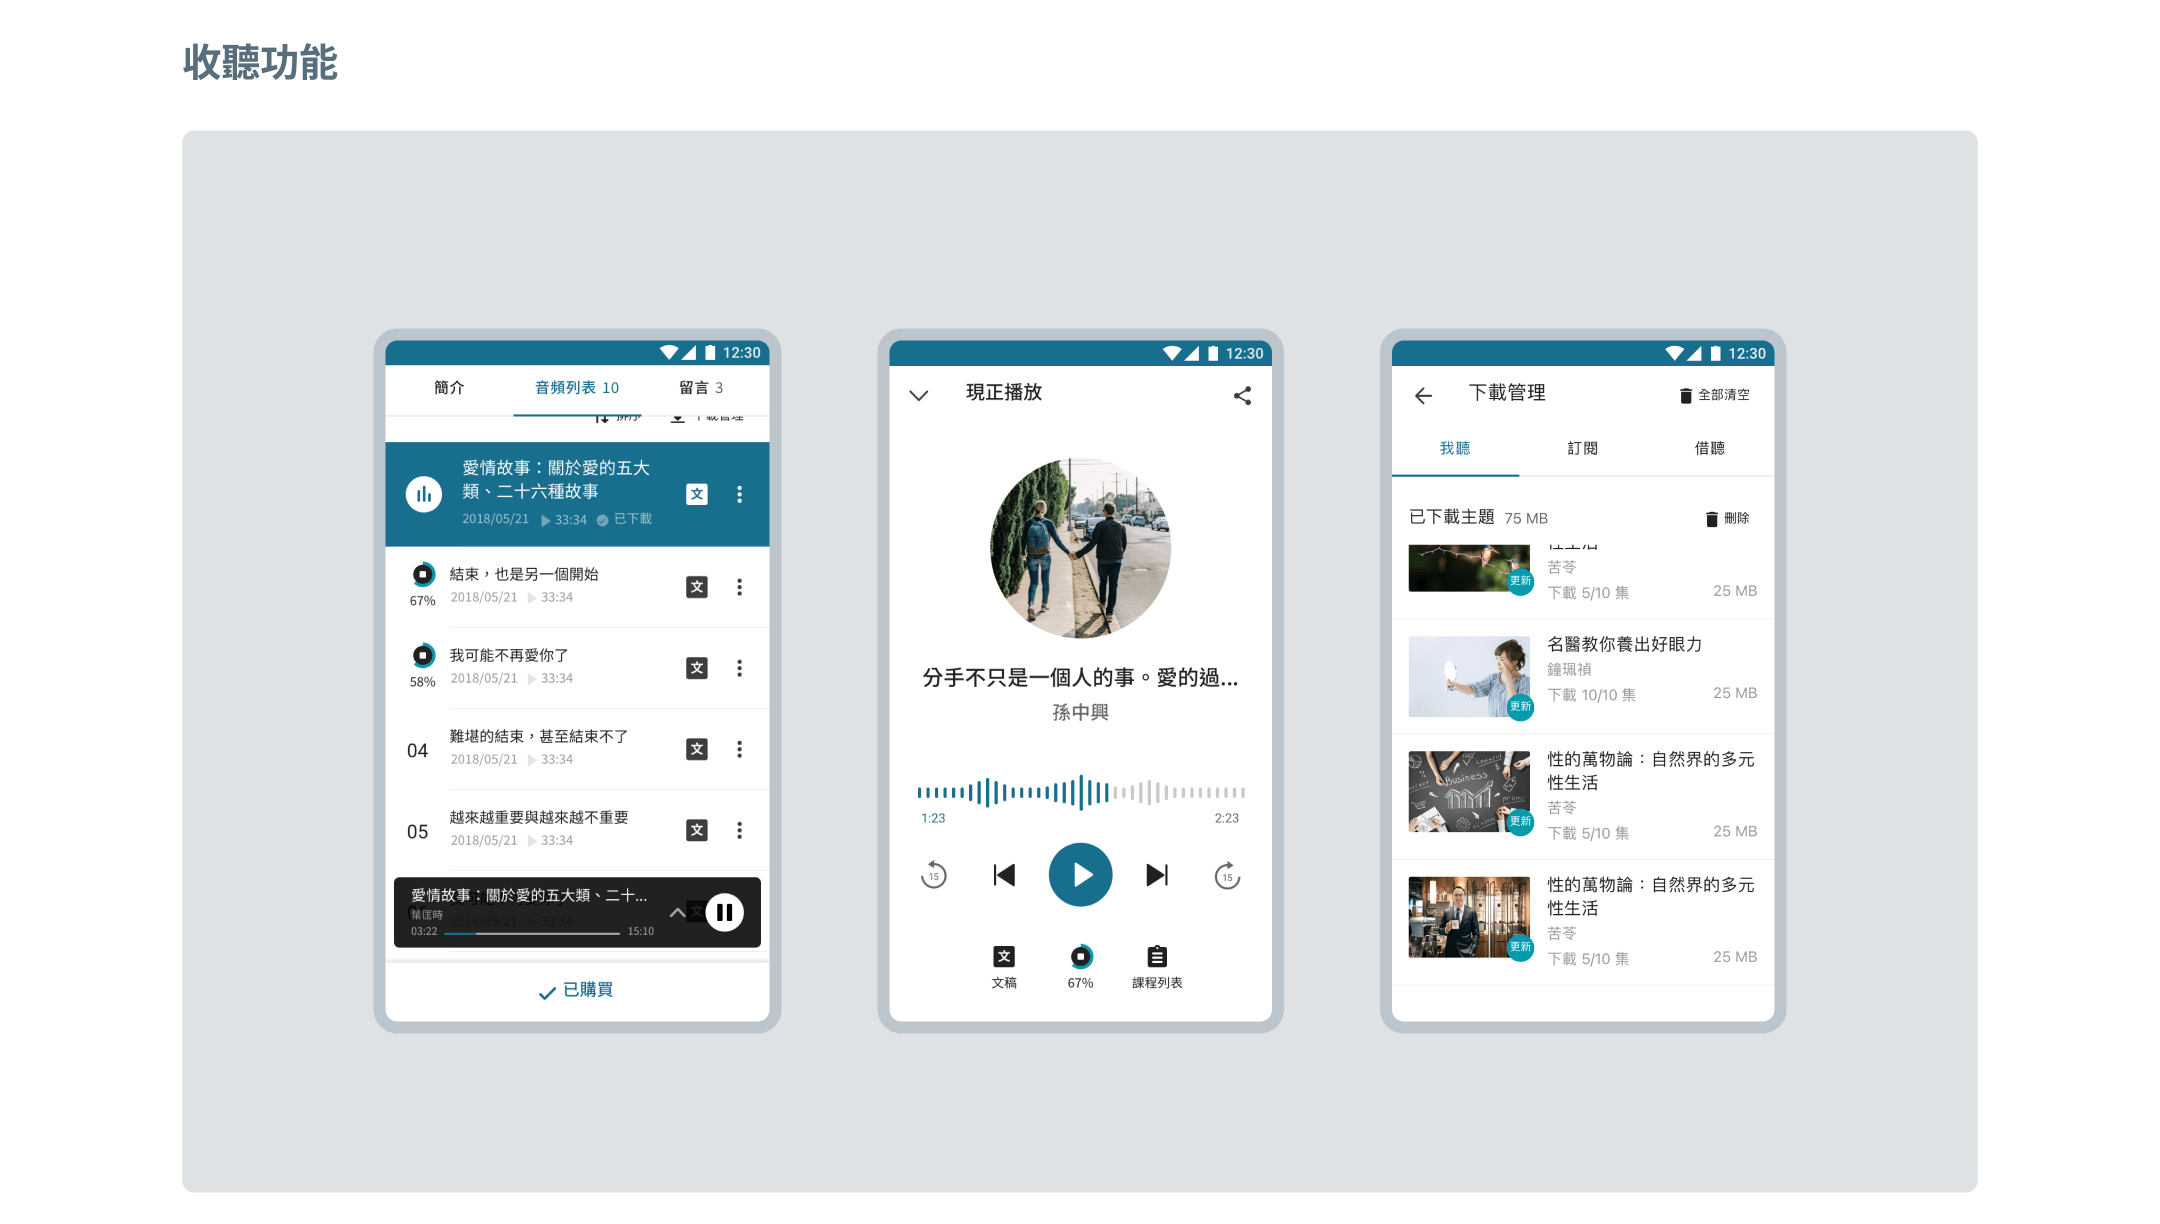 收聽功能
12:30
簡介
音頻列表 10
留言 3
排序
下載管理
愛情故事：關於愛的五大
類、二十六種故事
文
2018/05/21
33:34
已下載
結束，也是另一個開始
文
67%
2018/05/21
33:34
我可能不再愛你了
文
58%
2018/05/21
33:34
04
難堪的結束，甚至結束不了
文
2018/05/21
33:34
05
越來越重要與越來越不重要
文
2018/05/21
33:34
愛情故事：關於愛的五大類、二十...
葉匡時
03:22
15:10
已購買
12:30
現正播放
分手不只是一個人的事。愛的過...
孫中興
1:23
2:23
15
15
文
文稿
67%
課程列表
12:30
下載管理
全部清空
我聽
訂閱
借聽
已下載主題 75 MB
刪除
性生活
苦苓
更新
下載 5/10 集
25 MB
名醫教你養出好眼力
鐘珮禎
更新
下載 10/10 集
25 MB
性的萬物論：自然界的多元
性生活
Business
苦苓
更新
下載 5/10 集
25 MB
性的萬物論：自然界的多元
性生活
苦苓
更新
下載 5/10 集
25 MB